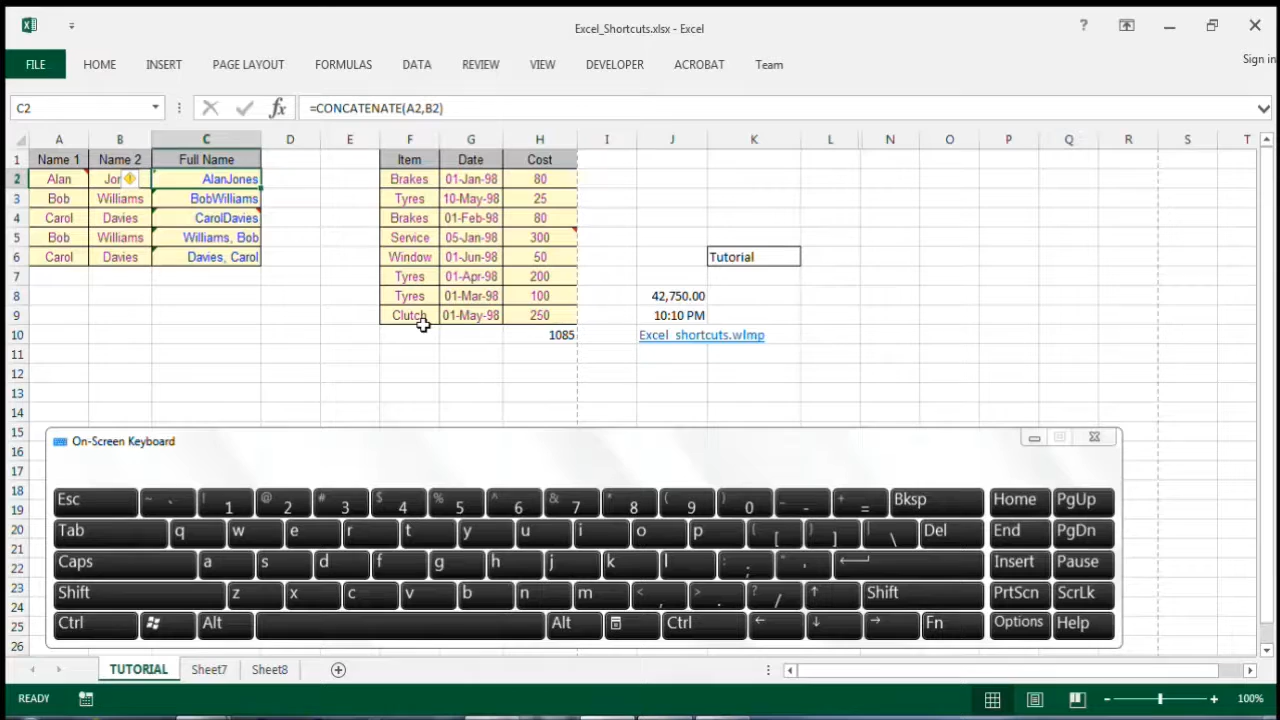 Excel_Shortcuts.xlsx - Excel
?
FILE HOME INSERT PAGE LAYOUT FORMULAS DATA REVIEW VIEW DEVELOPER ACROBAT Team Sign in
C2 fx =CONCATENATE(A2,B2)
A B C D E F G H I J K L M N O P Q R S T
1 Name 1 Name 2 Full Name Item Date Cost
2 Alan AlanJones Brakes 01-Jan-98 80
3 Bob Williams BobWilliams Tyres 10-May-98 25
4 Carol Davies CarolDavies Brakes 01-Feb-98 80
5 Bob Williams Williams, Bob Service 05-Jan-98 300
6 Carol Davies Davies, Carol Window 01-Jun-98 50 Tutorial
7 Tyres 01-Apr-98 200
8 Tyres 01-Mar-98 100 42,750.00
9 Clutch 01-May-98 250 10:10 PM
10 1085 Excel shortcuts.wlmp
11
12
13
14
15
On-Screen Keyboard
16
17
18
Esc ~ ` ! 1 @ 2 # 3 $ 4 % 5 ^ 6 & 7 * 8 ( 9 ) 0 _ - + = Bksp Home PgUp
19
20
Tab q w e r t y u i o p { [ } ] | \ Del End PgDn
21
22
Caps a s d f g h j k l : ; " ' Insert Pause
23
Shift z x c v b n m < , > . ? / ↑ Shift PrtScn ScrLk
24
25
Ctrl Alt Alt Ctrl ← ↓ → Fn Options Help
26
TUTORIAL Sheet7 Sheet8
READY 100%